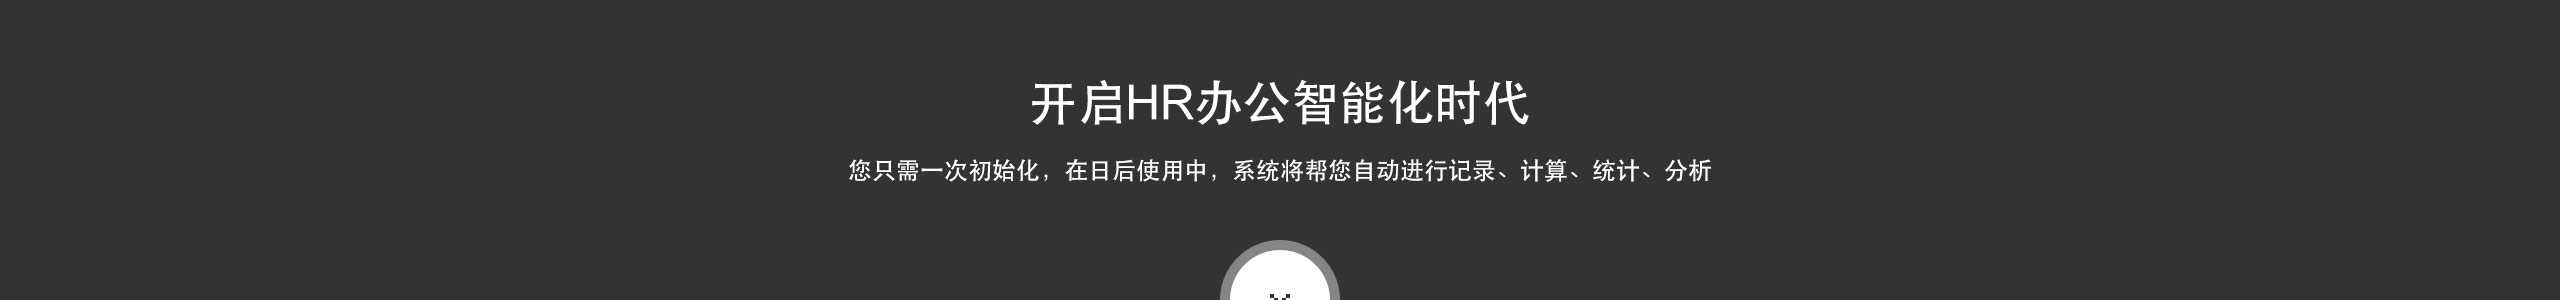 开启HR办公智能化时代
您只需一次初始化，在日后使用中，系统将帮您自动进行记录、计算、统计、分析